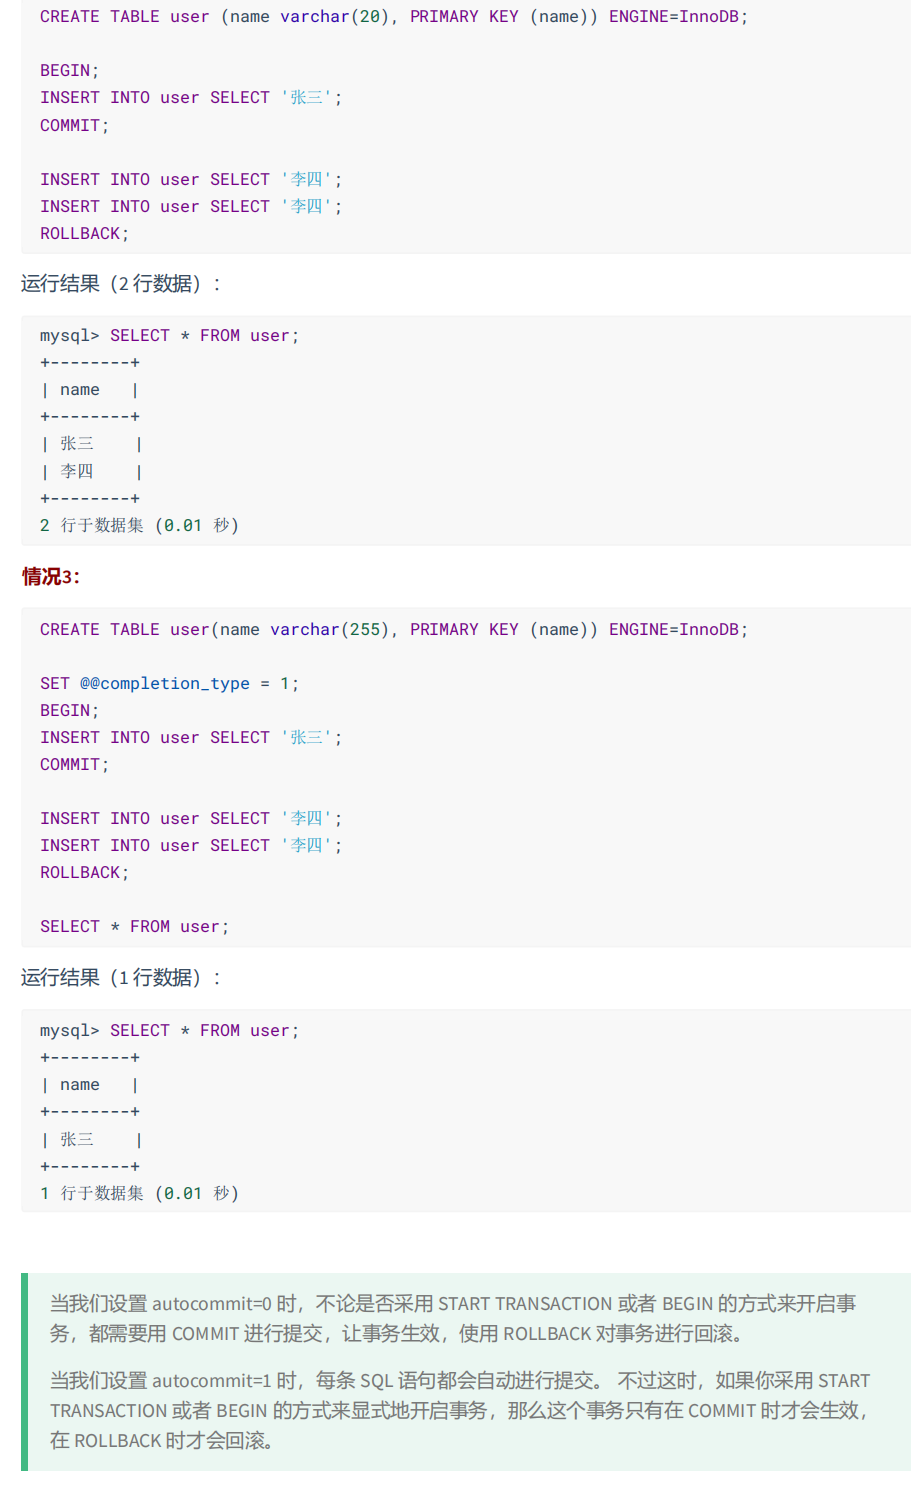 CREATE TABLE user (name varchar(20), PRIMARY KEY (name)) ENGINE=InnoDB;
BEGIN;
INSERT INTO user SELECT '张三';
COMMIT;
INSERT INTO user SELECT '李四';
INSERT INTO user SELECT '李四';
ROLLBACK;
运行结果（2 行数据）：
mysql> SELECT * FROM user;
+--------+
| name   |
+--------+
| 张三    |
| 李四    |
+--------+
2 行于数据集 (0.01 秒)
情况3：
CREATE TABLE user(name varchar(255), PRIMARY KEY (name)) ENGINE=InnoDB;
SET @@completion_type = 1;
BEGIN;
INSERT INTO user SELECT '张三';
COMMIT;
INSERT INTO user SELECT '李四';
INSERT INTO user SELECT '李四';
ROLLBACK;
SELECT * FROM user;
运行结果（1 行数据）：
mysql> SELECT * FROM user;
+--------+
| name   |
+--------+
| 张三    |
+--------+
1 行于数据集 (0.01 秒)
当我们设置 autocommit=0 时，不论是否采用 START TRANSACTION 或者 BEGIN 的方式来开启事
务，都需要用 COMMIT 进行提交，让事务生效，使用 ROLLBACK 对事务进行回滚。
当我们设置 autocommit=1 时，每条 SQL 语句都会自动进行提交。 不过这时，如果你采用 START
TRANSACTION 或者 BEGIN 的方式来显式地开启事务，那么这个事务只有在 COMMIT 时才会生效，
在 ROLLBACK 时才会回滚。